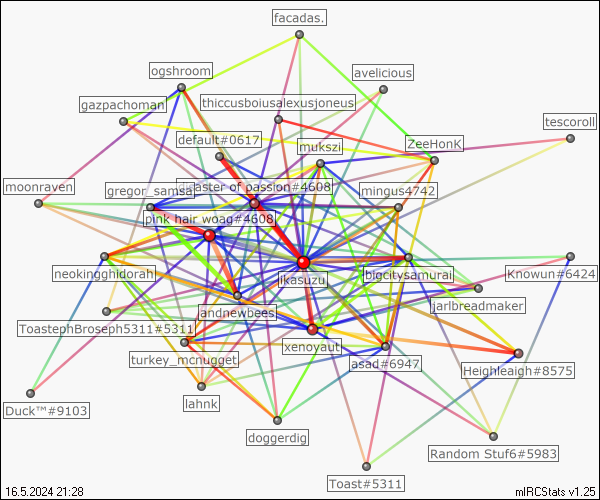 facadas.
ogshroom
avelicious
gazpachoman
thiccusboiusalexusjoneus
tescoroll
default#0617
mukszi
ZeeHonK
moonraven
gregor_samsa
master of passion#4608
mingus4742
pink hair woag#4608
neokingghidorah
ikasuzu
bigcitysamurai
Knowun#6424
andnewbees
jarlbreadmaker
ToastephBroseph5311#5311
xenoyaut
turkey_mcnugget
asad#6947
Heighleaigh#8575
lahnk
Duck™#9103
doggerdig
Random Stuf6#5983
Toast#5311
16.5.2024 21:28
mIRCStats v1.25